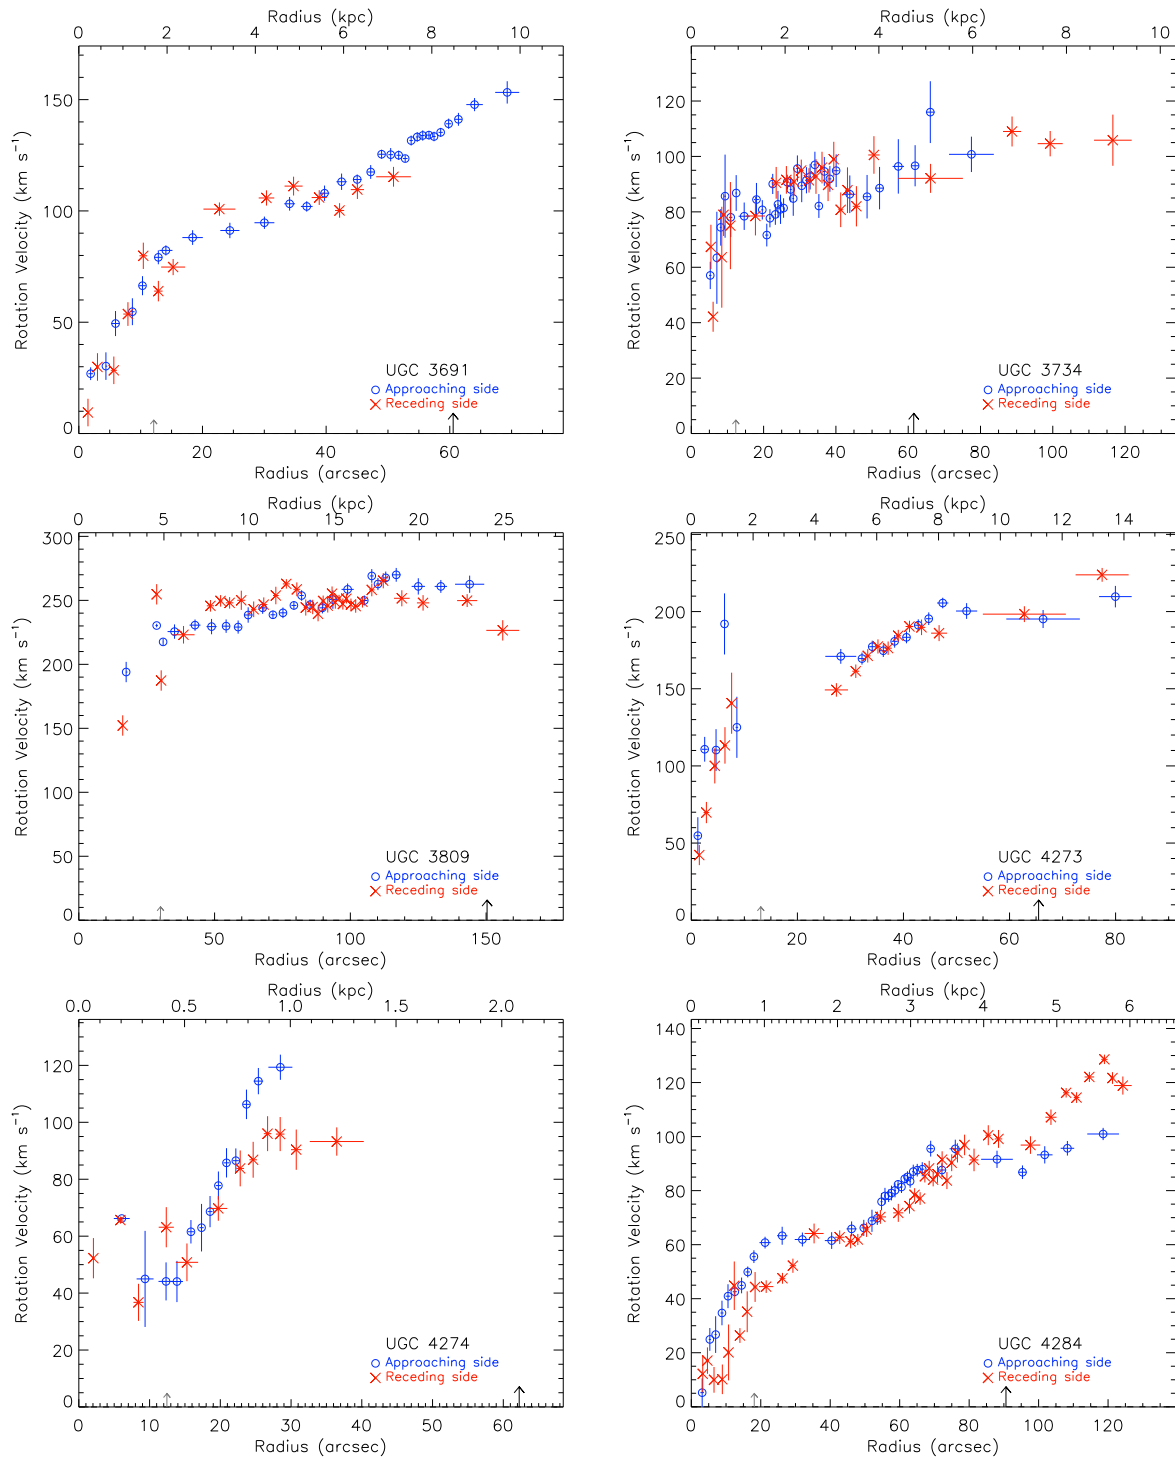 Radius (kpc)
0 2 4 6 8 10
Rotation Velocity (km s⁻¹)
150
100
50
0
UGC 3691
Approaching side
Receding side
0 20 40 60
Radius (arcsec)
Radius (kpc)
0 2 4 6 8 10
Rotation Velocity (km s⁻¹)
120
100
80
60
40
20
0
UGC 3734
Approaching side
Receding side
0 20 40 60 80 100 120
Radius (arcsec)
Radius (kpc)
0 5 10 15 20 25
Rotation Velocity (km s⁻¹)
300
250
200
150
100
50
0
UGC 3809
Approaching side
Receding side
0 50 100 150
Radius (arcsec)
Radius (kpc)
0 2 4 6 8 10 12 14
Rotation Velocity (km s⁻¹)
250
200
150
100
50
0
UGC 4273
Approaching side
Receding side
0 20 40 60 80
Radius (arcsec)
Radius (kpc)
0.0 0.5 1.0 1.5 2.0
Rotation Velocity (km s⁻¹)
120
100
80
60
40
20
0
UGC 4274
Approaching side
Receding side
0 10 20 30 40 50 60
Radius (arcsec)
Radius (kpc)
0 1 2 3 4 5 6
Rotation Velocity (km s⁻¹)
140
120
100
80
60
40
20
0
UGC 4284
Approaching side
Receding side
0 20 40 60 80 100 120
Radius (arcsec)